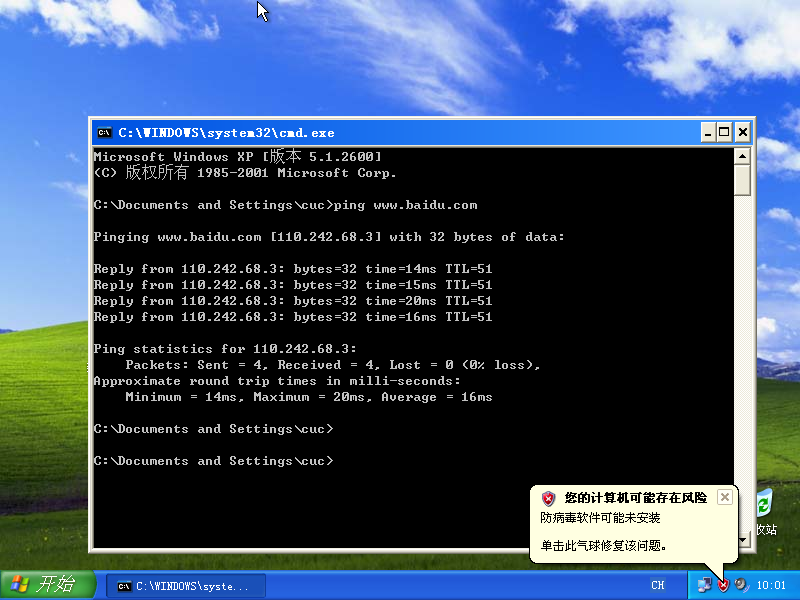 C:\WINDOWS\system32\cmd.exe
Microsoft Windows XP [版本 5.1.2600]
(C) 版权所有 1985-2001 Microsoft Corp.
C:\Documents and Settings\cuc>ping www.baidu.com
Pinging www.baidu.com [110.242.68.3] with 32 bytes of data:
Reply from 110.242.68.3: bytes=32 time=14ms TTL=51
Reply from 110.242.68.3: bytes=32 time=15ms TTL=51
Reply from 110.242.68.3: bytes=32 time=20ms TTL=51
Reply from 110.242.68.3: bytes=32 time=16ms TTL=51
Ping statistics for 110.242.68.3:
    Packets: Sent = 4, Received = 4, Lost = 0 (0% loss),
Approximate round trip times in milli-seconds:
    Minimum = 14ms, Maximum = 20ms, Average = 16ms
C:\Documents and Settings\cuc>
C:\Documents and Settings\cuc>
您的计算机可能存在风险
防病毒软件可能未安装
单击此气球修复该问题。
收站
开始
C:\WINDOWS\syste...
CH
10:01